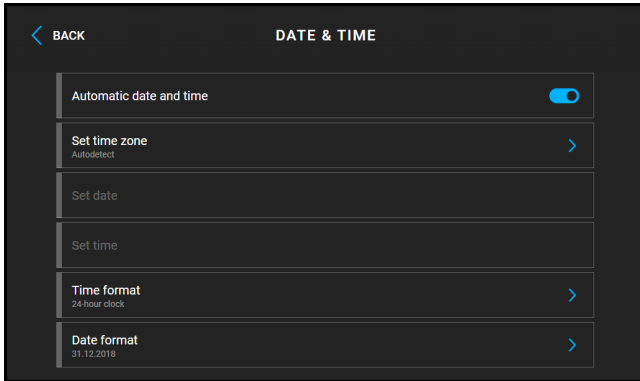 BACK
DATE & TIME
Automatic date and time
Set time zone
Autodetect
Set date
Set time
Time format
24-hour clock
Date format
31.12.2018